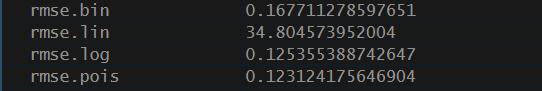 rmse.bin 0.167711278597651
rmse.lin 34.804573952004
rmse.log 0.125355388742647
rmse.pois 0.123124175646904